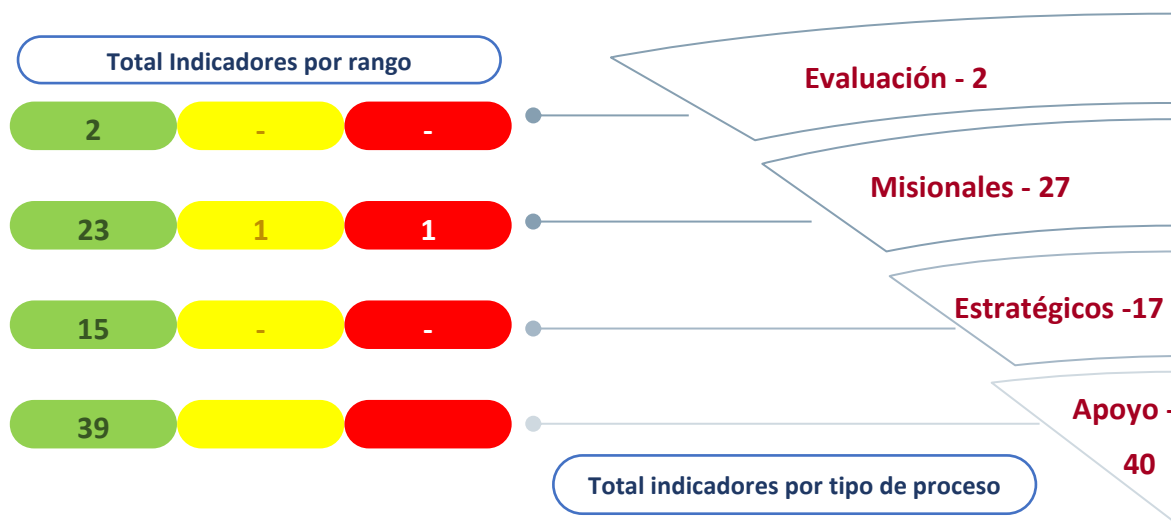 Total Indicadores por rango
Evaluación - 2
2 - -
Misionales - 27
23 1 1
Estratégicos -17
15 - -
Apoyo -
40
39
Total indicadores por tipo de proceso